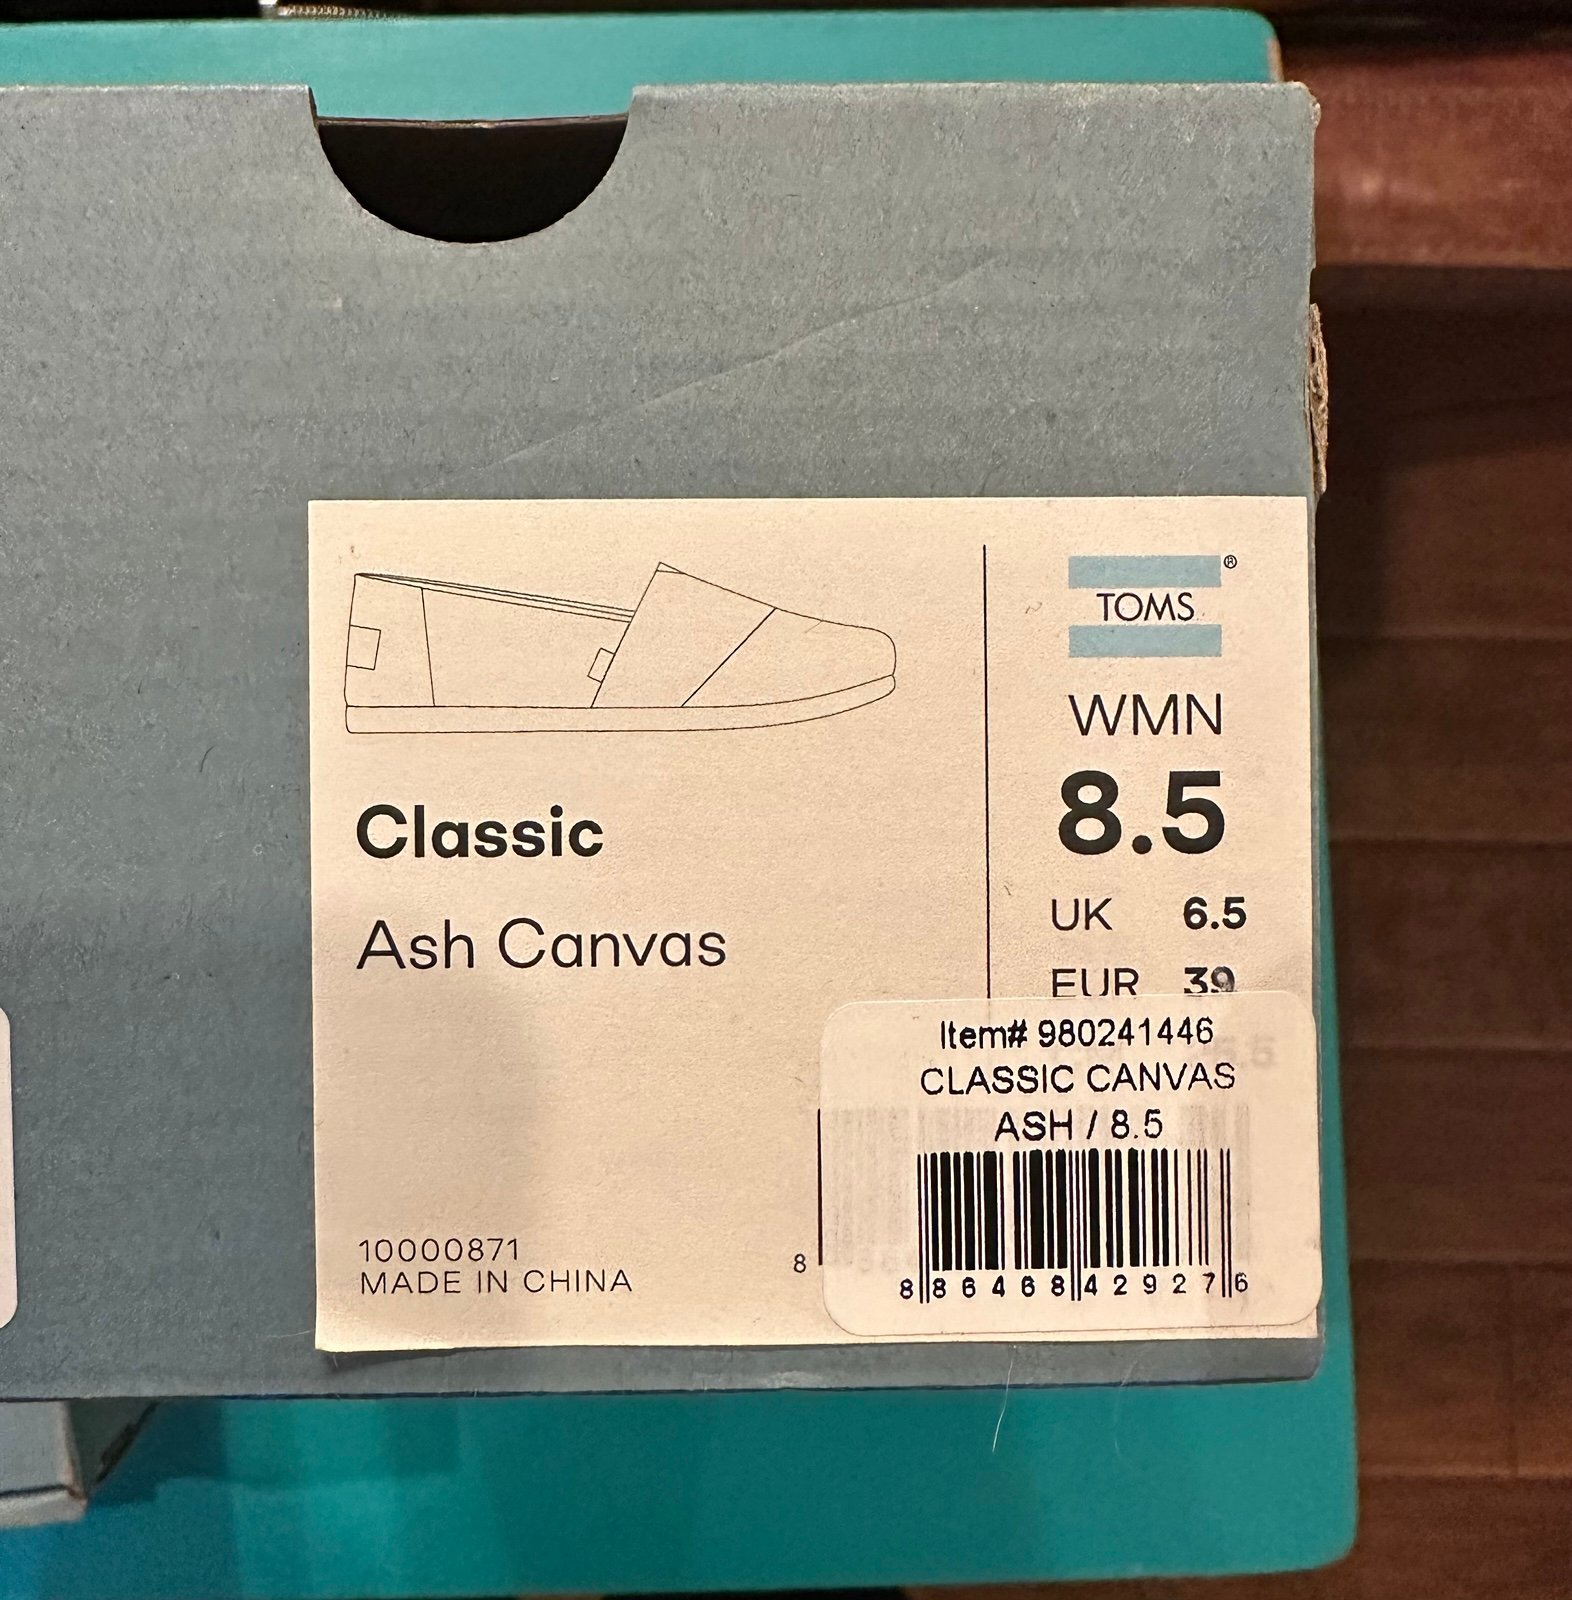 ®
TOMS
WMN
8.5
UK 6.5
EUR 39
Classic
Ash Canvas
10000871
MADE IN CHINA
8
Item# 980241446
CLASSIC CANVAS
ASH / 8.5
8 86468 42927 6